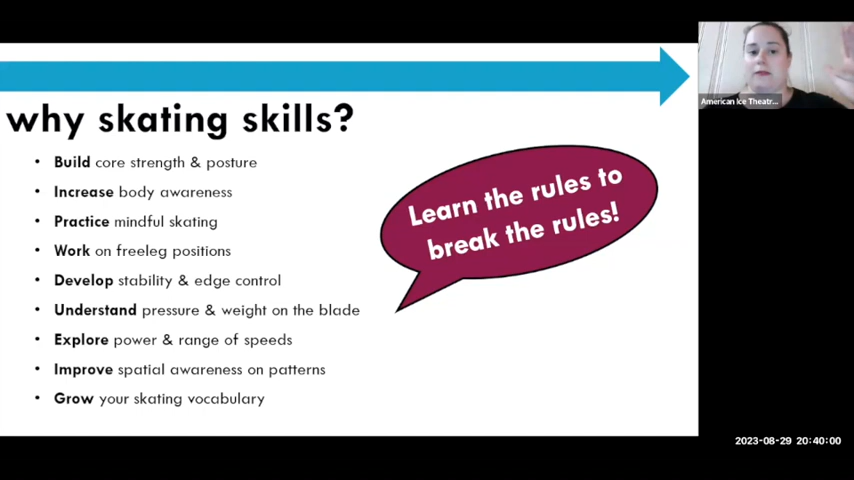 American Ice Theatr...
why skating skills?
• Build core strength & posture
• Increase body awareness
• Practice mindful skating
• Work on freeleg positions
• Develop stability & edge control
• Understand pressure & weight on the blade
• Explore power & range of speeds
• Improve spatial awareness on patterns
• Grow your skating vocabulary
Learn the rules to
break the rules!
2023-08-29 20:40:00